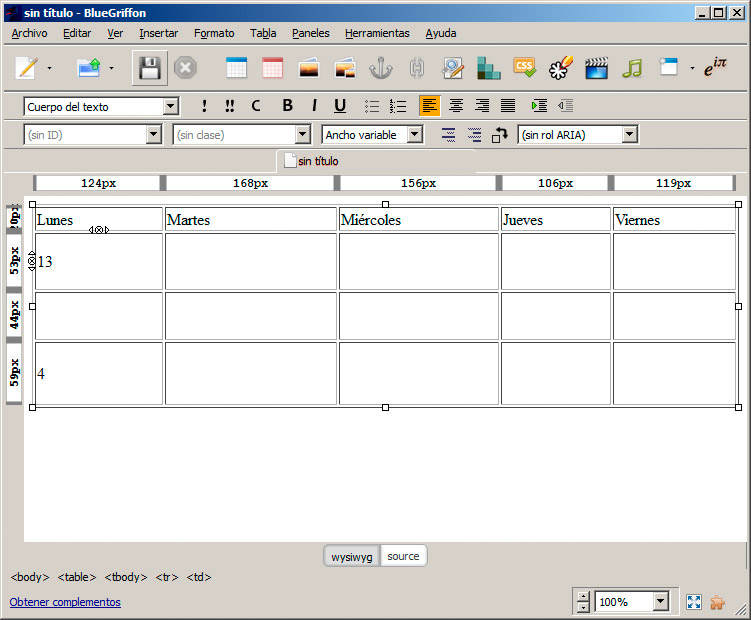 sin título - BlueGriffon
Archivo Editar Ver Insertar Formato Tabla Paneles Herramientas Ayuda
CSS eiπ
Cuerpo del texto ! !! C B I U
(sin ID) (sin clase) Ancho variable (sin rol ARIA)
sin título
124px 168px 156px 106px 119px
20px Lunes Martes Miércoles Jueves Viernes
53px 13
44px
59px 4
wysiwyg source
<body> <table> <tbody> <tr> <td>
Obtener complementos 100%